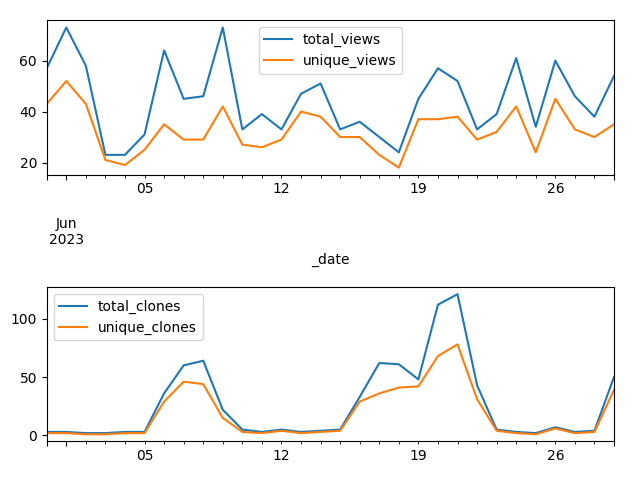 total_views
unique_views
60
40
20
05 12 19 26
Jun
2023
_date
total_clones
unique_clones
100
50
0
05 12 19 26